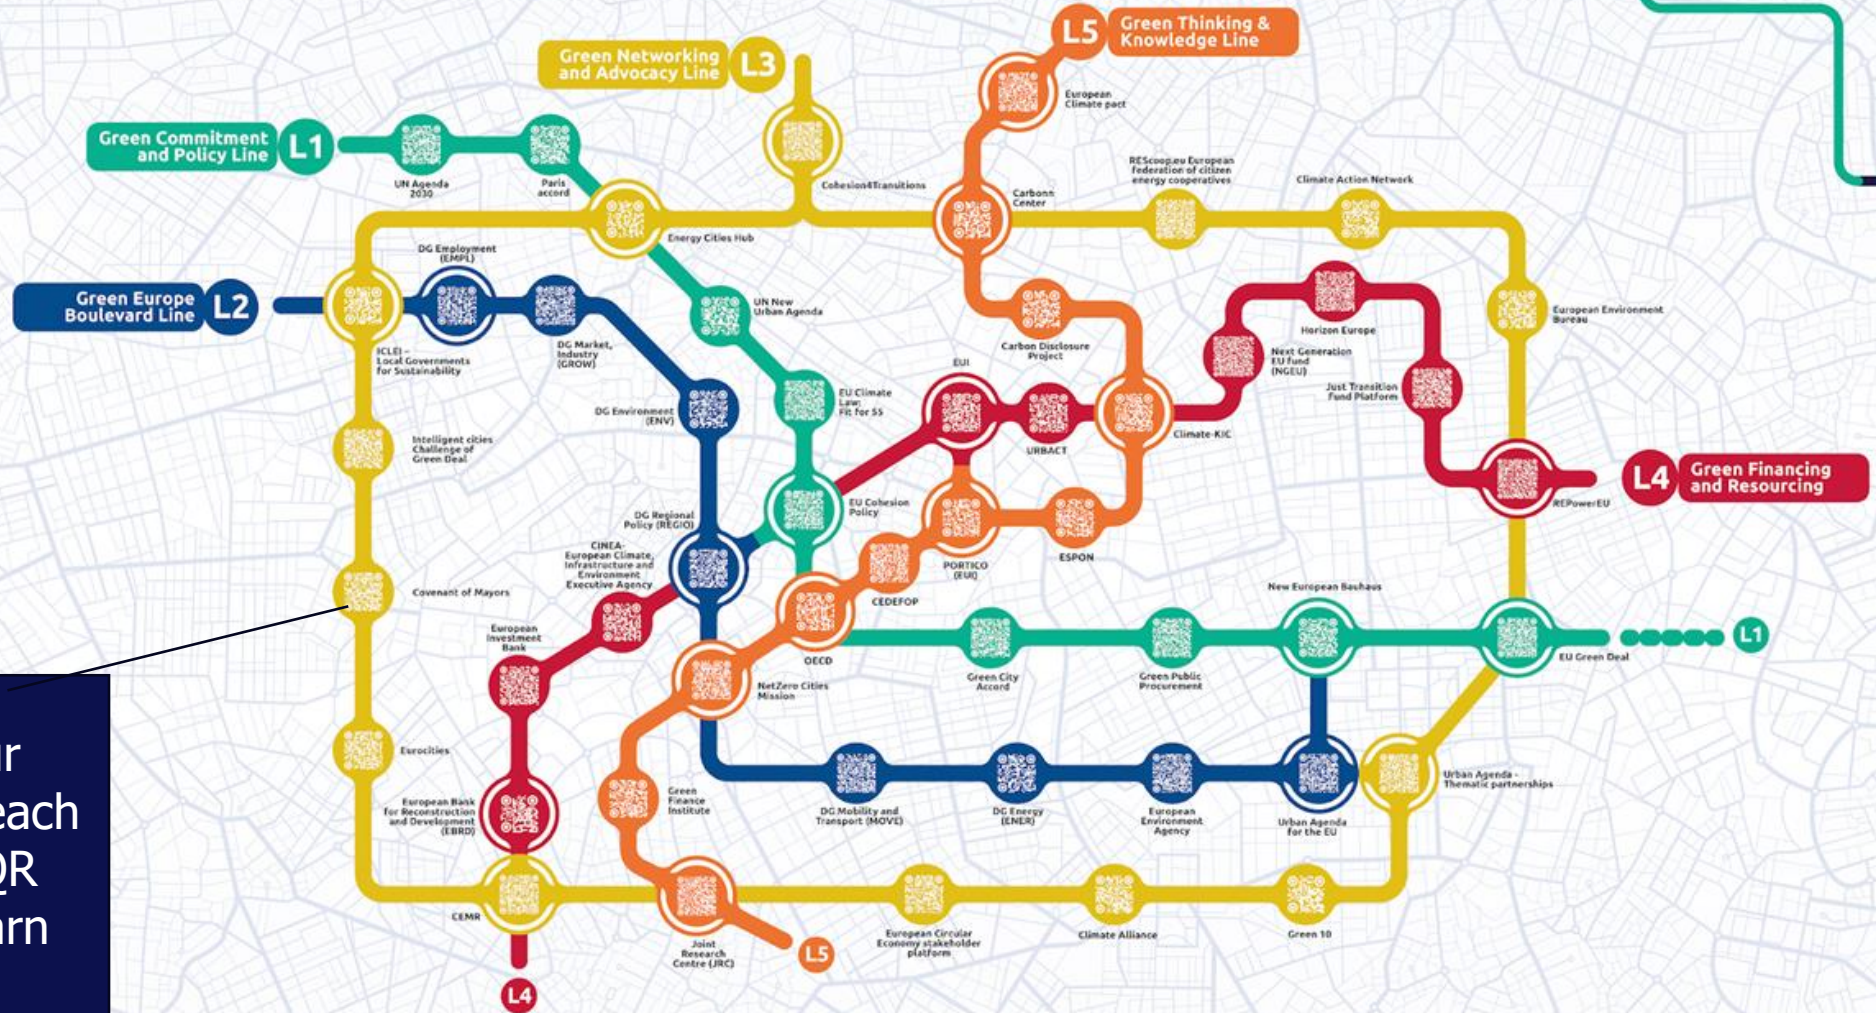 L5
Green Thinking &
Knowledge Line
Green Networking
and Advocacy Line
L3
European
Climate pact
Green Commitment
and Policy Line
L1
UN Agenda
2030
Paris
accord
Cohesion4Transitions
Carbonn
Center
REScoop.eu European
federation of citizen
energy cooperatives
Climate Action Network
Energy Cities Hub
DG Employment
(EMPL)
Green Europe
Boulevard Line
L2
ICLEI -
Local Governments
for Sustainability
DG Market,
Industry
(GROW)
UN New
Urban Agenda
Carbon Disclosure
Project
Horizon Europe
European Environment
Bureau
Next Generation
EU fund
(NGEU)
Just Transition
Fund Platform
EUI
DG Environment
(ENV)
EU Climate
Law:
Fit for 55
URBACT
Climate-KIC
Intelligent cities
Challenge of
Green Deal
L4
Green Financing
and Resourcing
REPowerEU
EU Cohesion
Policy
DG Regional
Policy (REGIO)
CINEA-
European Climate,
Infrastructure and
Environment
Executive Agency
PORTICO
(EUI)
ESPON
CEDEFOP
Covenant of Mayors
New European Bauhaus
European
Investment
Bank
OECD
L1
EU Green Deal
Green City
Accord
Green Public
Procurement
NetZero Cities
Mission
Eurocities
European Bank
for Reconstruction
and Development
(EBRD)
Green
Finance
Institute
DG Mobility and
Transport (MOVE)
DG Energy
(ENER)
European
Environment
Agency
Urban Agenda
for the EU
Urban Agenda -
Thematic partnerships
CEMR
Joint
Research
Centre (JRC)
L5
European Circular
Economy stakeholder
platform
Climate Alliance
Green 10
L4
each